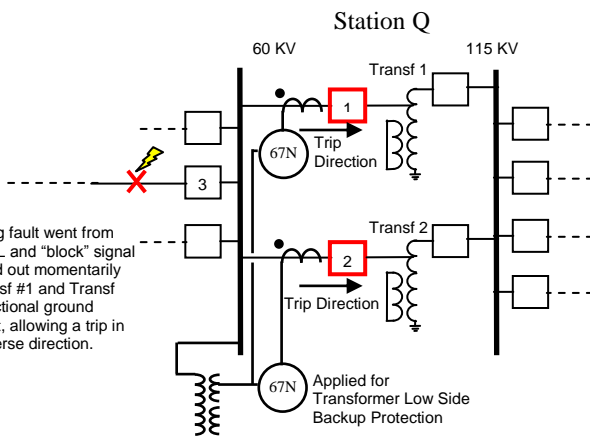 Station Q
60 KV
115 KV
Transf 1
1
67N
Trip
Direction
3
g fault went from
L and “block” signal
d out momentarily
sf #1 and Transf
ctional ground
, allowing a trip in
erse direction.
Transf 2
2
Trip Direction
67N
Applied for
Transformer Low Side
Backup Protection